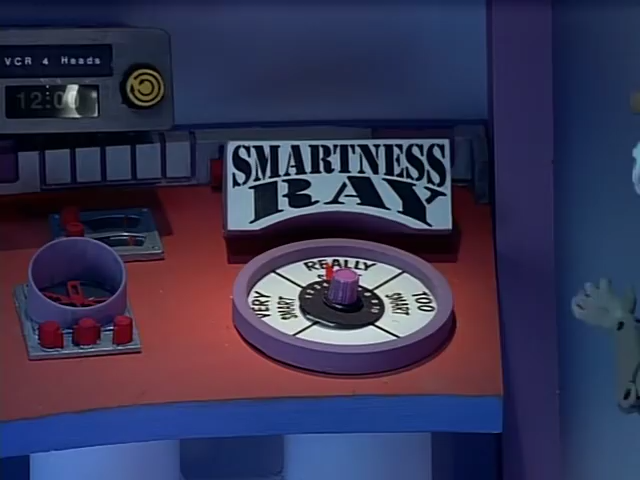 VCR 4 Heads
12:00
SMARTNESS
RAY
REALLY
VERY
SMART
TOO
SMART